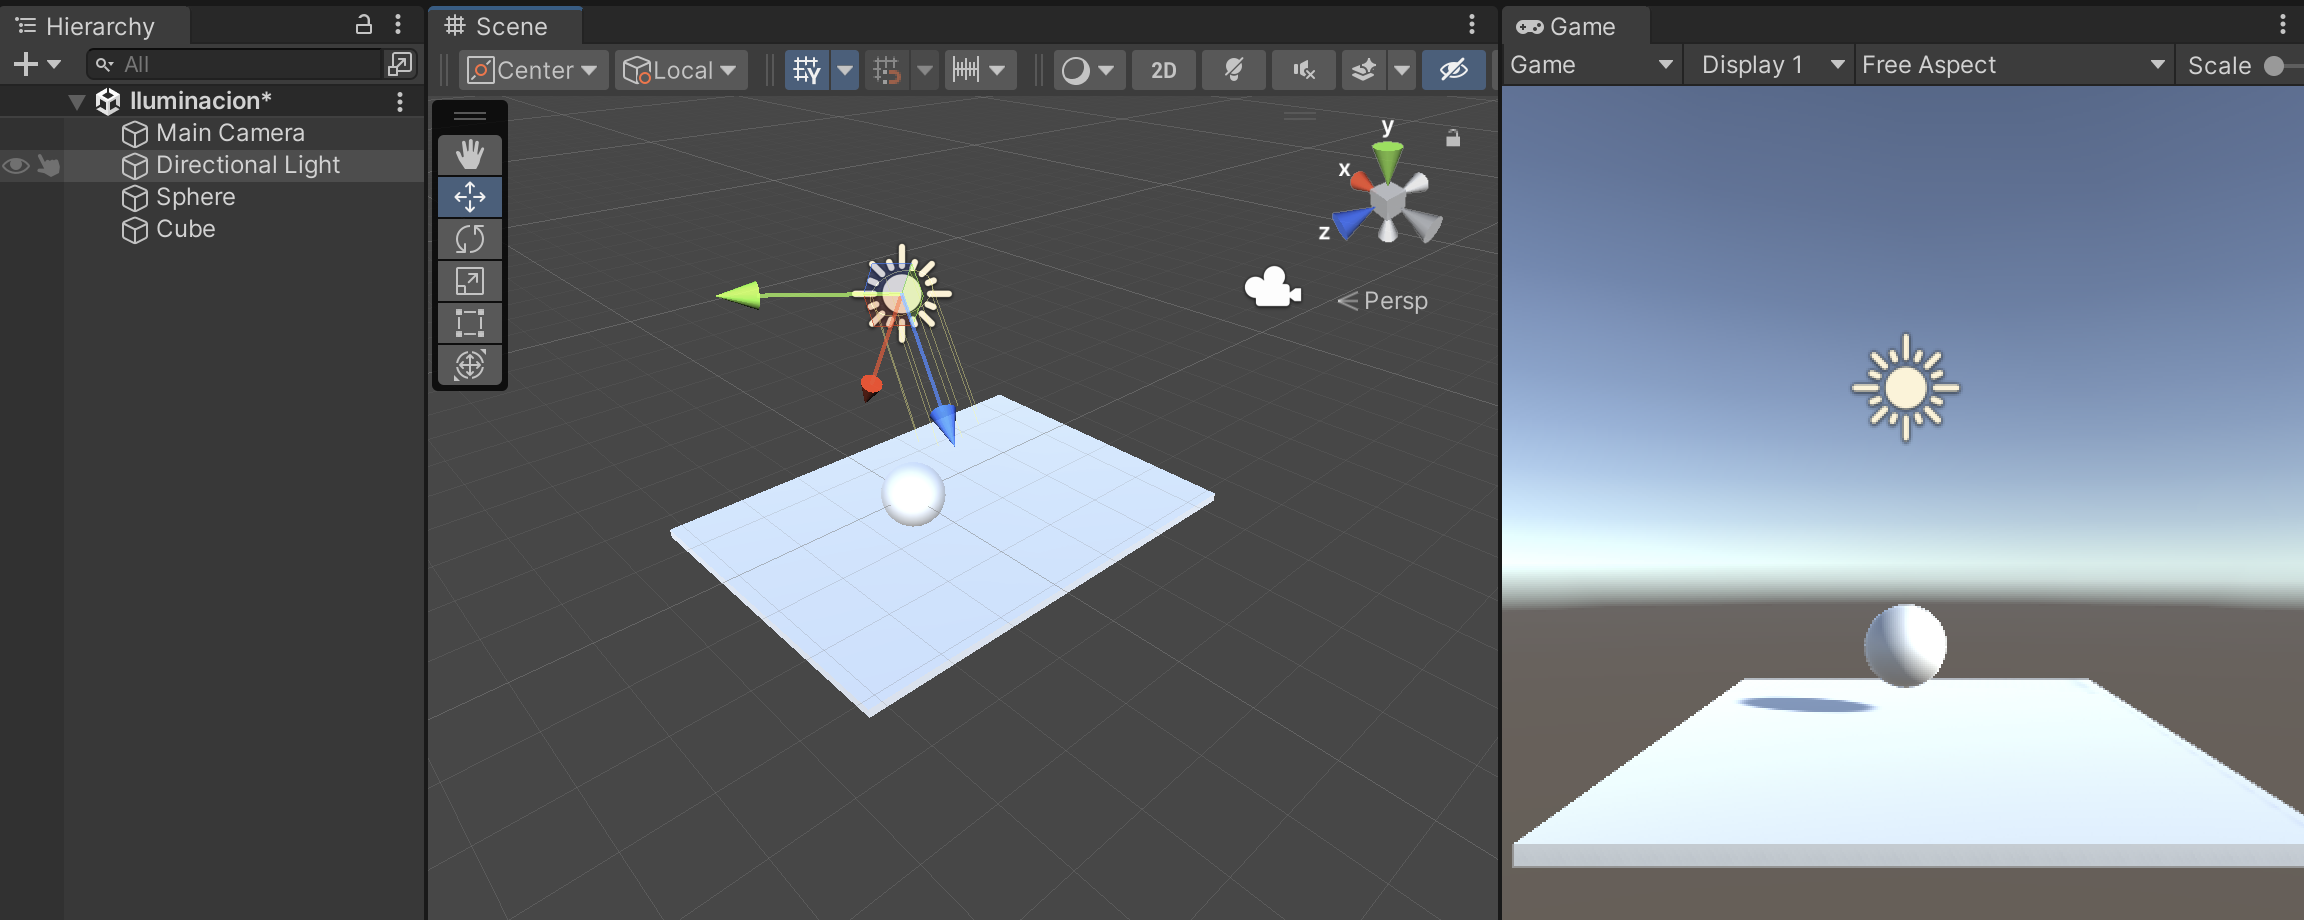 Hierarchy
All
Iluminacion*
Main Camera
Directional Light
Sphere
Cube
Scene
Center
Local
Y
2D
y
x
z
Persp
Game
Game
Display 1
Free Aspect
Scale